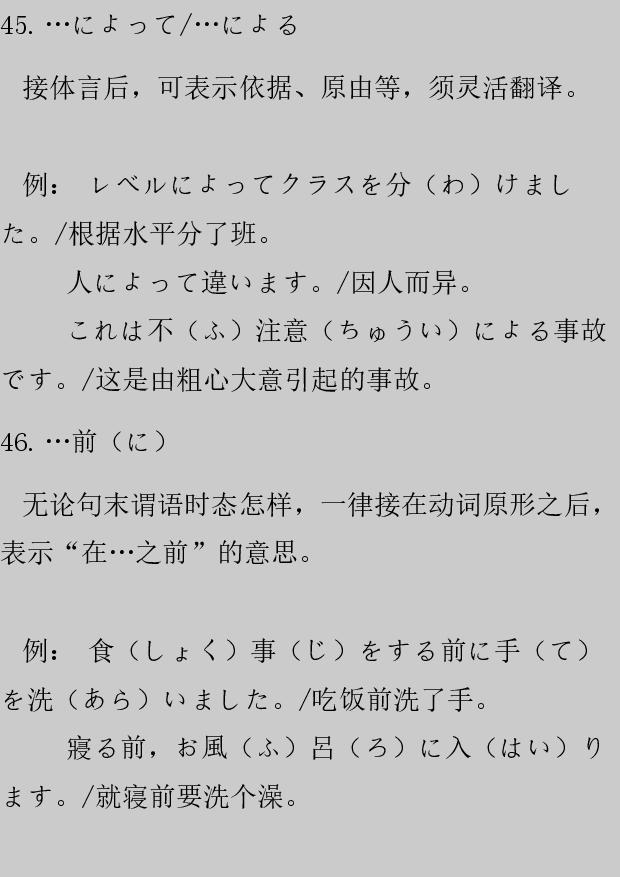 45. …によって/…による
接体言后，可表示依据、原由等，须灵活翻译。
例： レベルによってクラスを分（わ）けまし
た。/根据水平分了班。
人によって違います。/因人而异。
これは不（ふ）注意（ちゅうい）による事故
です。/这是由粗心大意引起的事故。
46. …前（に）
无论句末谓语时态怎样，一律接在动词原形之后，
表示“在…之前”的意思。
例： 食（しょく）事（じ）をする前に手（て）
を洗（あら）いました。/吃饭前洗了手。
寢る前，お風（ふ）呂（ろ）に入（はい）り
ます。/就寝前要洗个澡。